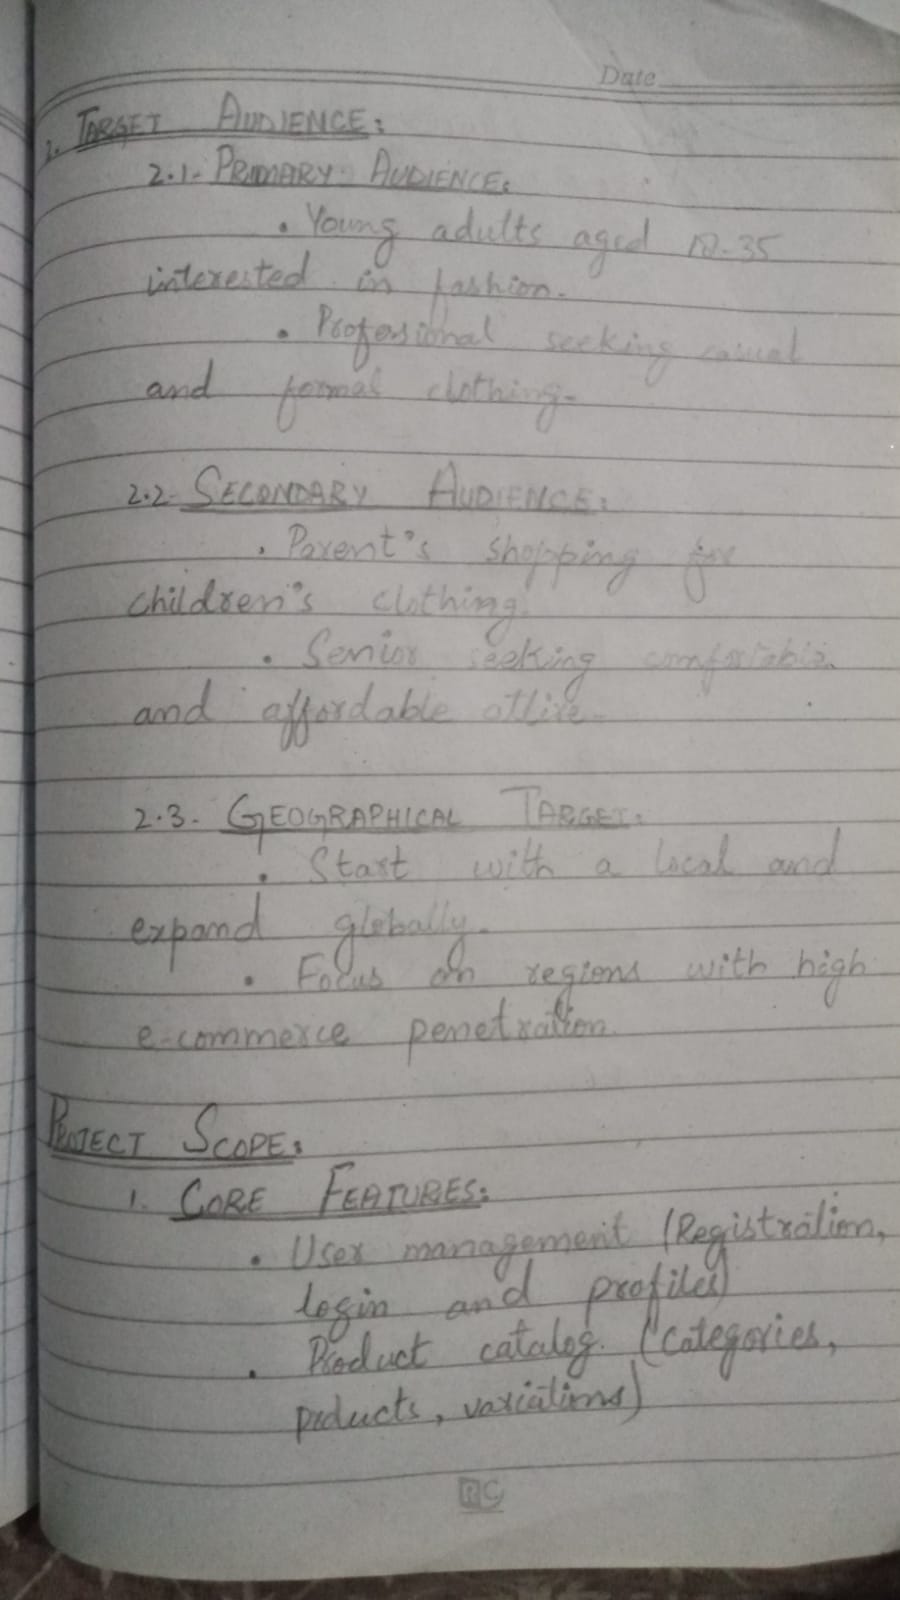 Date
2. TARGET AUDIENCE:
2.1- PRIMARY AUDIENCE:
• Young adults aged 18-35
interested in fashion.
• Professional seeking casual
and formal clothing-
2.2- SECONDARY AUDIENCE:
• Parent's shopping for
children's clothing.
• Senior seeking comfortable
and affordable attire-
2.3- GEOGRAPHICAL TARGET:
• Start with a local and
expand globally.
• Focus on regions with high
e-commerce penetration
PROJECT SCOPE:
1. CORE FEATURES:
• User management (Registration,
login and profiles)
• Product catalog. (Categories,
poducts, variations)
RC